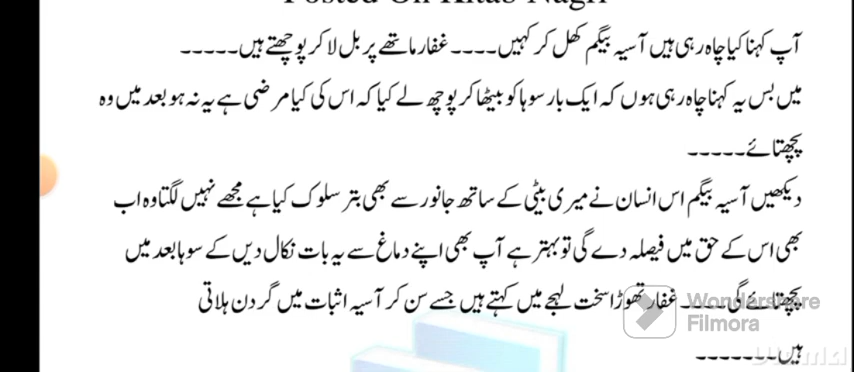 Posted On Kitab Nagri
آپ کہنا کیا چاہ رہی ہیں آسیہ بیگم کھل کر کہیں۔۔۔۔ غفار ماتھے پر بل لا کر پوچھتے ہیں۔۔۔۔۔
میں بس یہ کہنا چاہ رہی ہوں کہ ایک بار سوہا کو بیٹھا کر پوچھ لے کیا کہ اس کی کیا مرضی ہے یہ نہ ہو بعد میں وہ
پچھتائے۔۔۔۔۔
دیکھیں آسیہ بیگم اس انسان نے میری بیٹی کے ساتھ جانور سے بھی بتر سلوک کیا ہے مجھے نہیں لگتا وہ اب
بھی اس کے حق میں فیصلہ دے گی تو بہتر ہے آپ بھی اپنے دماغ سے یہ بات نکال دیں کے سوہا بعد میں
پچھتائے گی۔۔۔۔۔ غفار تھوڑا سخت لہجے میں کہتے ہیں جسے سن کر آسیہ اثبات میں گردن ہلاتی
Wondershare
Filmora
ہیں۔۔۔۔۔۔۔